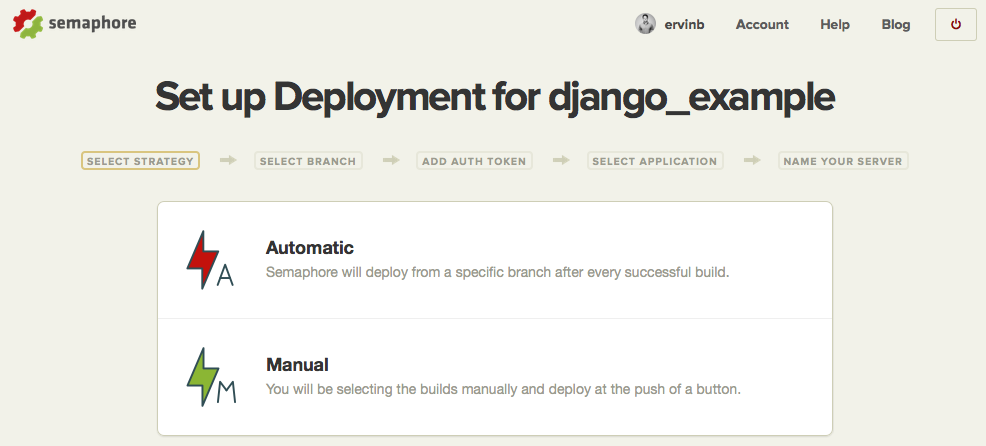 semaphore
ervinb Account Help Blog
Set up Deployment for django_example
SELECT STRATEGY SELECT BRANCH ADD AUTH TOKEN SELECT APPLICATION NAME YOUR SERVER
Automatic
A
Semaphore will deploy from a specific branch after every successful build.
Manual
M
You will be selecting the builds manually and deploy at the push of a button.